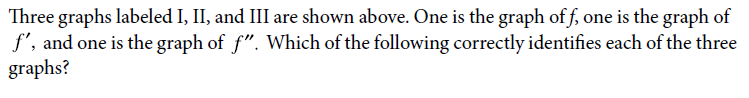 Three graphs labeled I, II, and III are shown above. One is the graph of f, one is the graph of
f′, and one is the graph of f″. Which of the following correctly identifies each of the three
graphs?